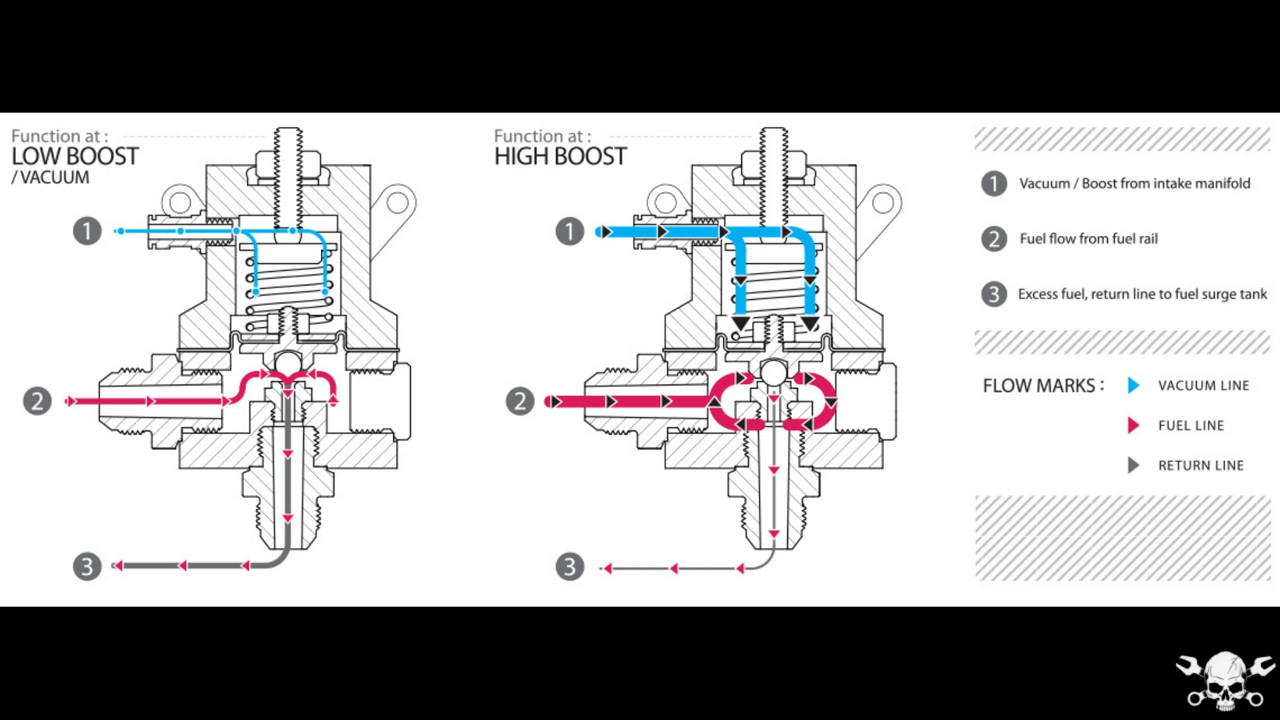 Function at :
LOW BOOST
/ VACUUM
1
2
3
Function at :
HIGH BOOST
1
2
3
1 Vacuum / Boost from intake manifold
2 Fuel flow from fuel rail
3 Excess fuel, return line to fuel surge tank
FLOW MARKS : VACUUM LINE
FUEL LINE
RETURN LINE